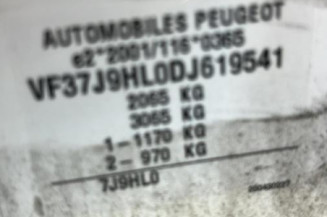 AUTOMOBILES PEUGEOT
e2*2001/116*0365
VF37J9HL0DJ619541
2065 KG
3065 KG
1-1170 KG
2- 970 KG
7J9HL0